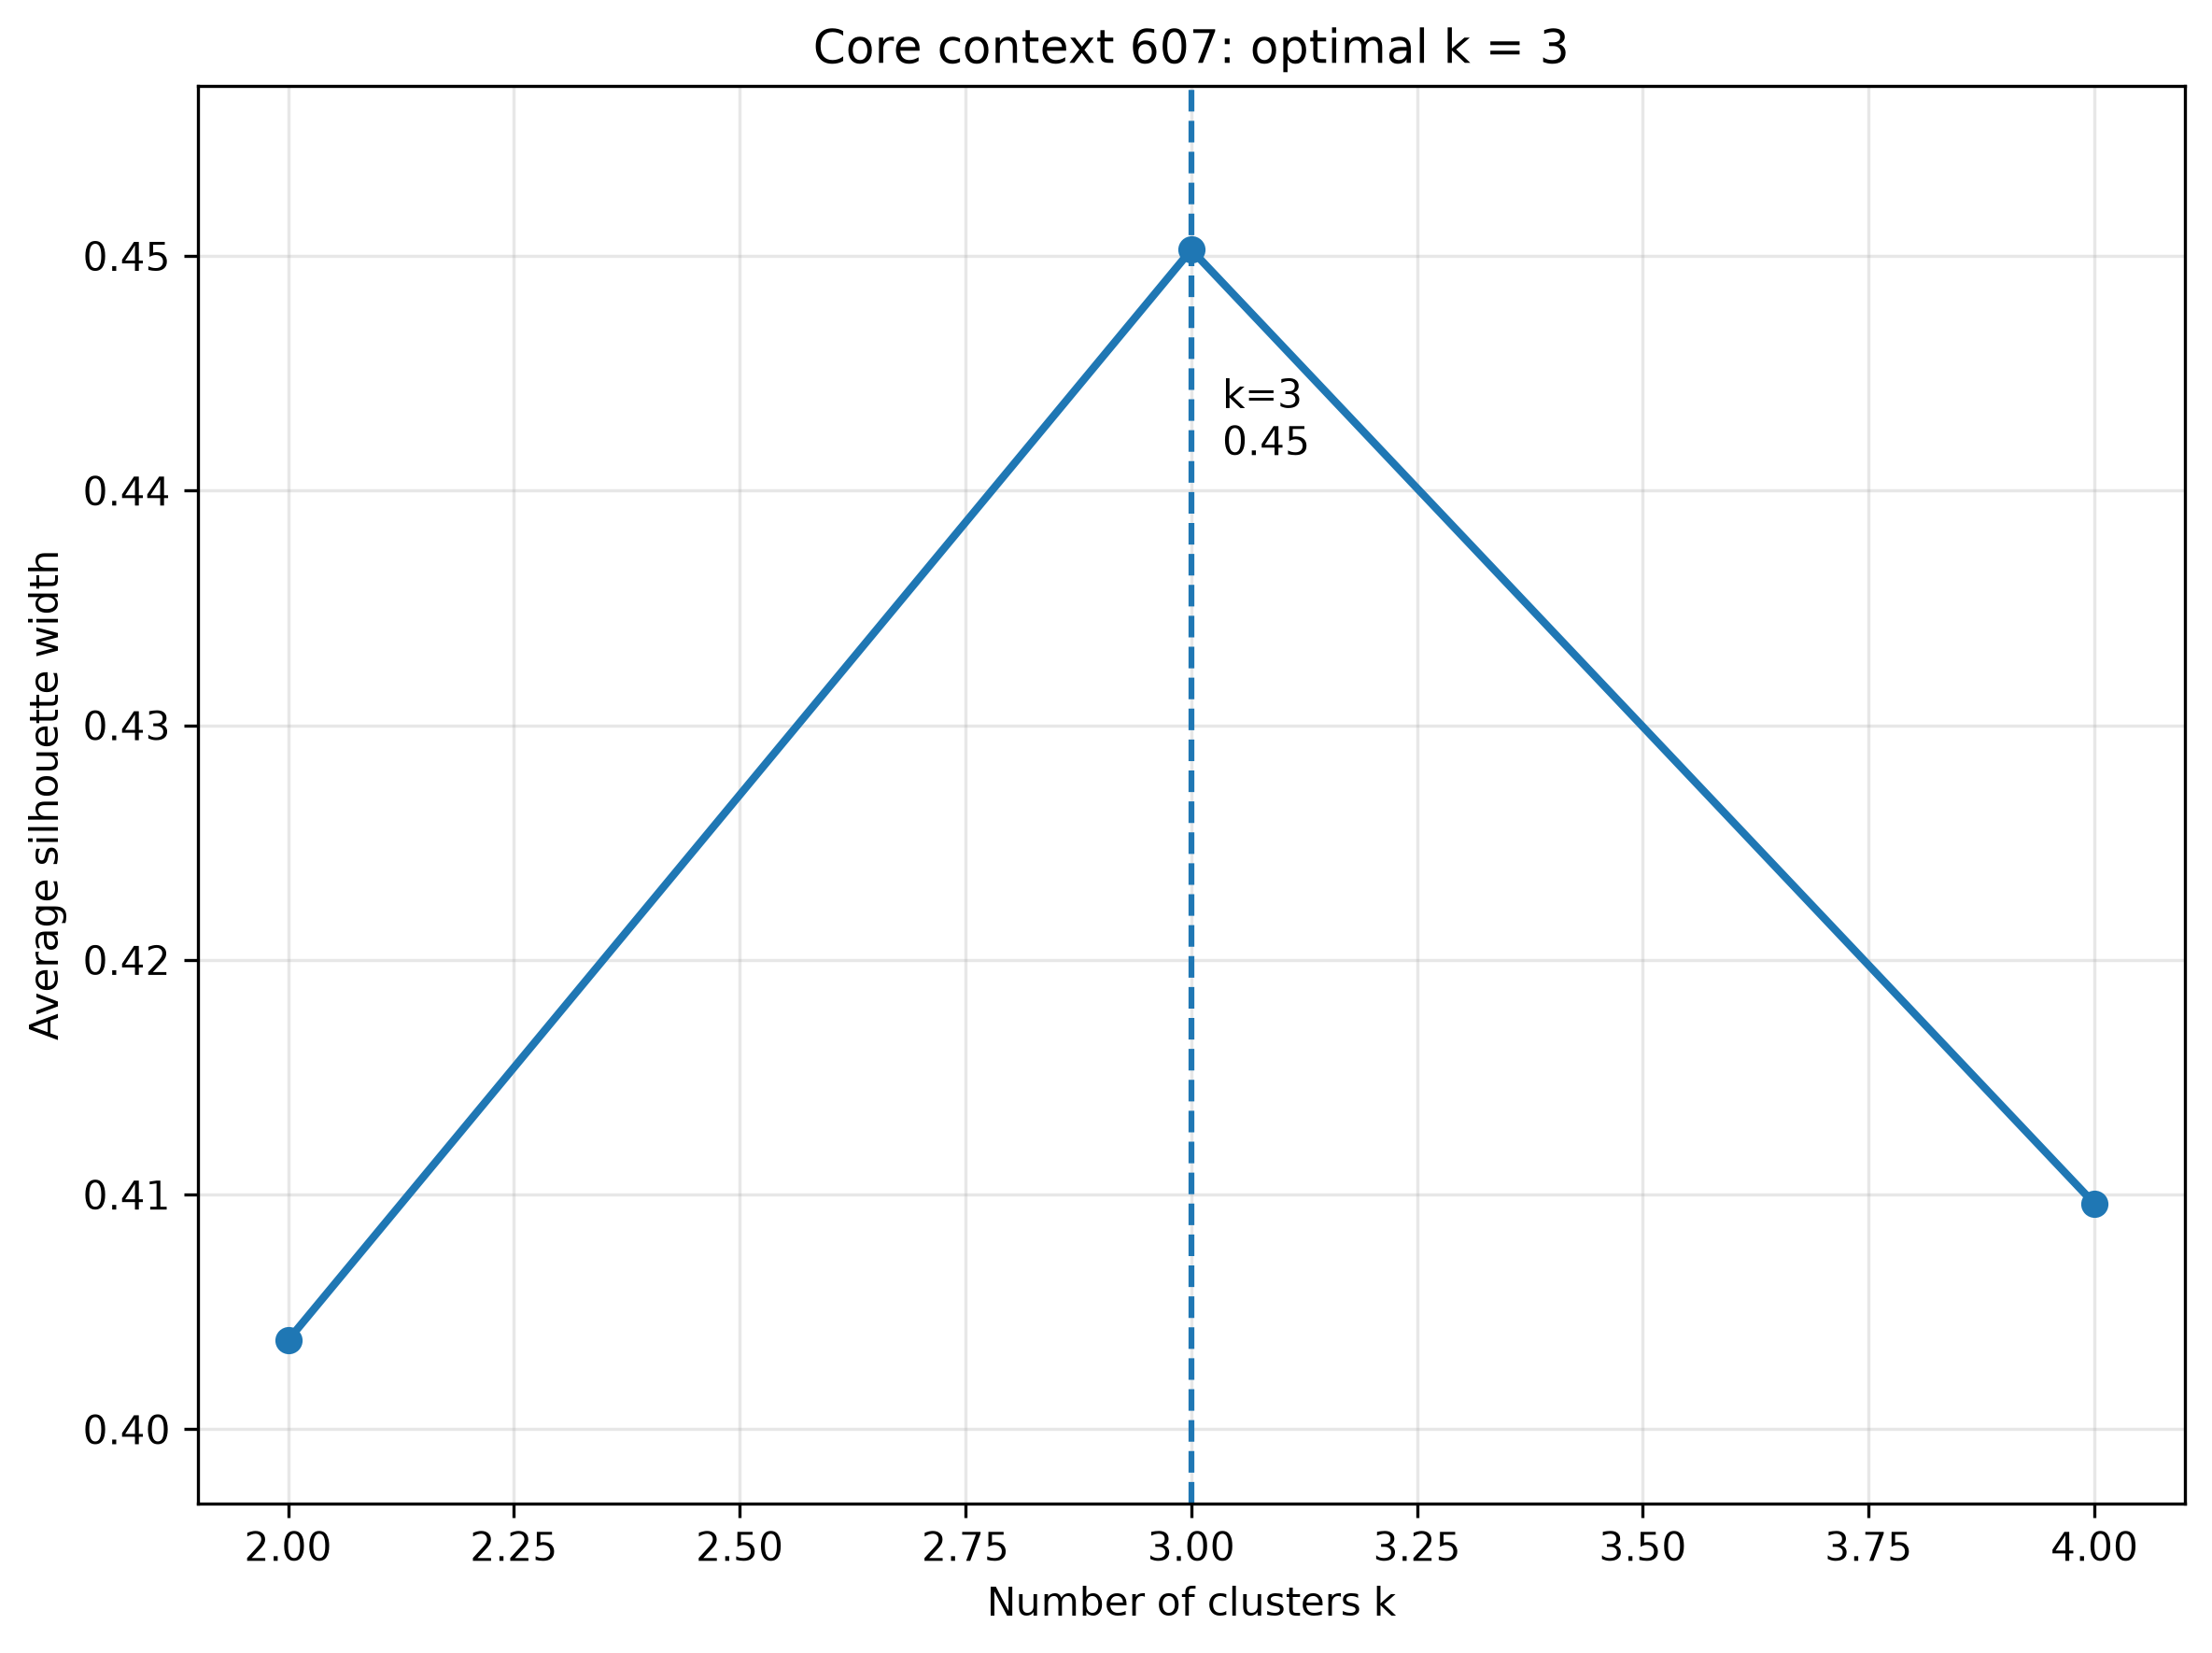 Core context 607: optimal k = 3
Average silhouette width
0.45
0.44
0.43
0.42
0.41
0.40
k=3
0.45
2.00 2.25 2.50 2.75 3.00 3.25 3.50 3.75 4.00
Number of clusters k